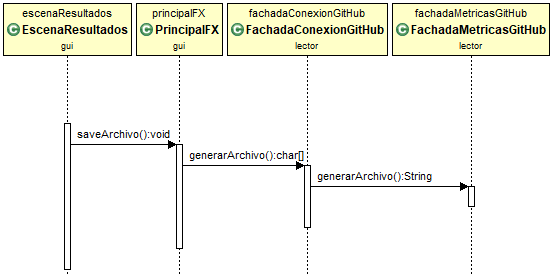 escenaResultados
C EscenaResultados
gui
principalFX
C PrincipalFX
gui
fachadaConexionGitHub
C FachadaConexionGitHub
lector
fachadaMetricasGitHub
C FachadaMetricasGitHub
lector
saveArchivo():void
generarArchivo():char[]
generarArchivo():String